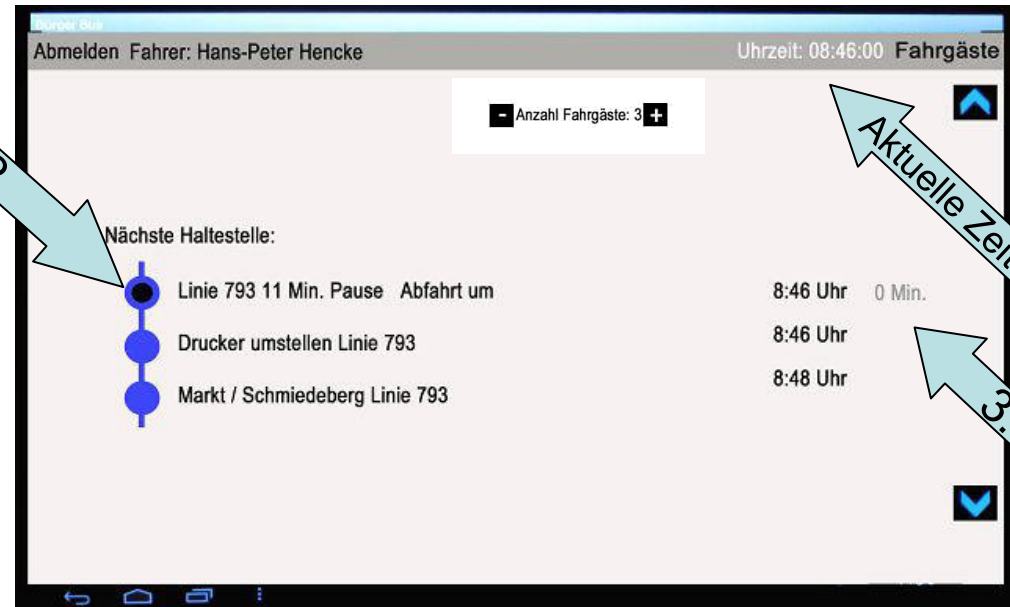 Bürger Bus
Abmelden Fahrer: Hans-Peter Hencke
Uhrzeit: 08:46:00 Fahrgäste
- Anzahl Fahrgäste: 3 +
Aktuelle Zeit
Nächste Haltestelle:
Linie 793 11 Min. Pause Abfahrt um 8:46 Uhr 0 Min.
Drucker umstellen Linie 793 8:46 Uhr
Markt / Schmiedeberg Linie 793 8:48 Uhr
3.